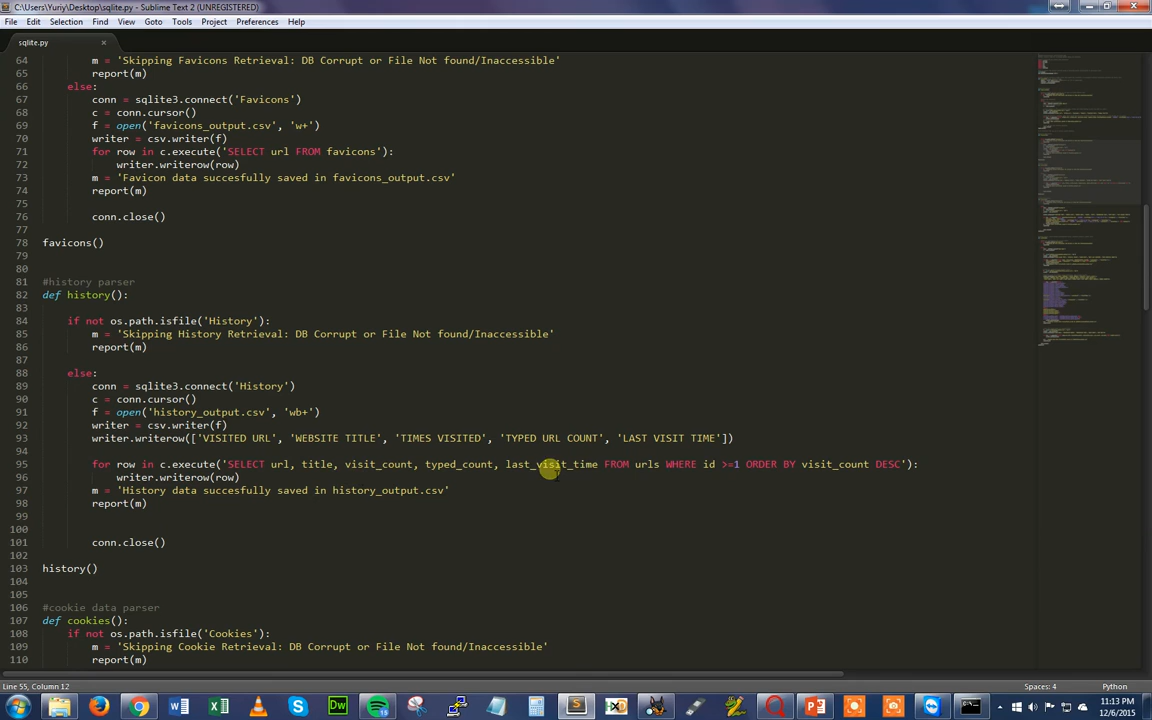 C:\Users\Yuriy\Desktop\sqlite.py - Sublime Text 2 (UNREGISTERED)
File Edit Selection Find View Goto Tools Project Preferences Help
sqlite.py ×
64 m = 'Skipping Favicons Retrieval: DB Corrupt or File Not found/Inaccessible'
65 report(m)
66 else:
67 conn = sqlite3.connect('Favicons')
68 c = conn.cursor()
69 f = open('favicons_output.csv', 'w+')
70 writer = csv.writer(f)
71 for row in c.execute('SELECT url FROM favicons'):
72 writer.writerow(row)
73 m = 'Favicon data succesfully saved in favicons_output.csv'
74 report(m)
75
76 conn.close()
77
78 favicons()
79
80
81 #history parser
82 def history():
83
84 if not os.path.isfile('History'):
85 m = 'Skipping History Retrieval: DB Corrupt or File Not found/Inaccessible'
86 report(m)
87
88 else:
89 conn = sqlite3.connect('History')
90 c = conn.cursor()
91 f = open('history_output.csv', 'wb+')
92 writer = csv.writer(f)
93 writer.writerow(['VISITED URL', 'WEBSITE TITLE', 'TIMES VISITED', 'TYPED URL COUNT', 'LAST VISIT TIME'])
94
95 for row in c.execute('SELECT url, title, visit_count, typed_count, last_visit_time FROM urls WHERE id >=1 ORDER BY visit_count DESC'):
96 writer.writerow(row)
97 m = 'History data succesfully saved in history_output.csv'
98 report(m)
99
100
101 conn.close()
102
103 history()
104
105
106 #cookie data parser
107 def cookies():
108 if not os.path.isfile('Cookies'):
109 m = 'Skipping Cookie Retrieval: DB Corrupt or File Not found/Inaccessible'
110 report(m)
Line 55, Column 12 Spaces: 4 Python
11:13 PM
12/6/2015